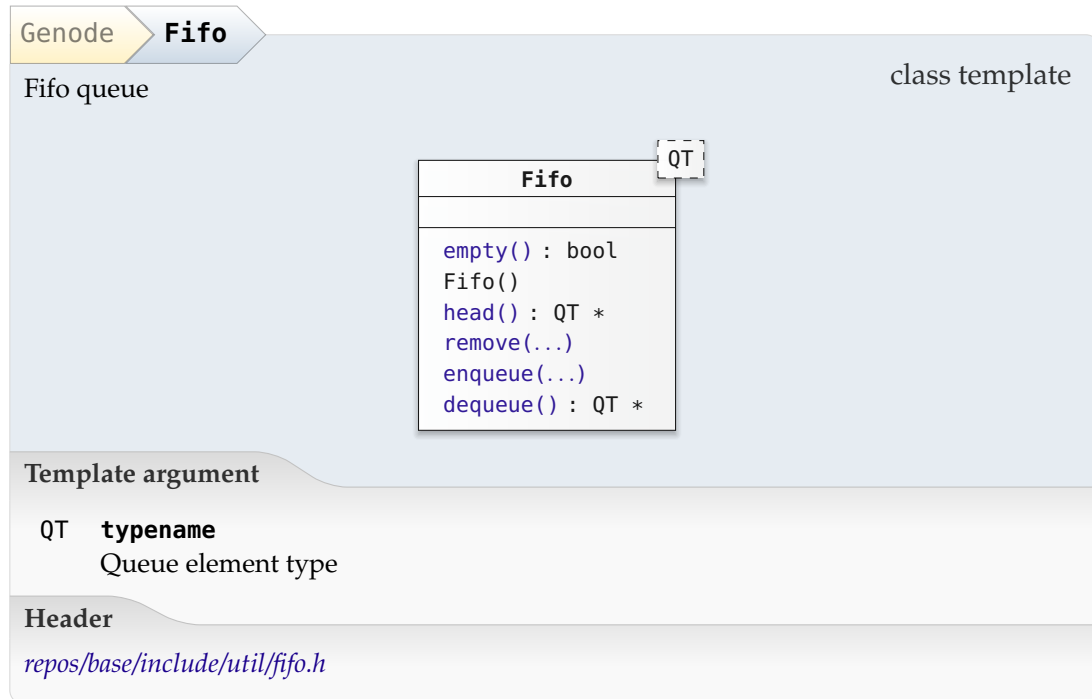 Genode Fifo
class template
Fifo queue
QT
Fifo
empty() : bool
Fifo()
head() : QT *
remove(...)
enqueue(...)
dequeue() : QT *
Template argument
QT typename
Queue element type
Header
repos/base/include/util/fifo.h